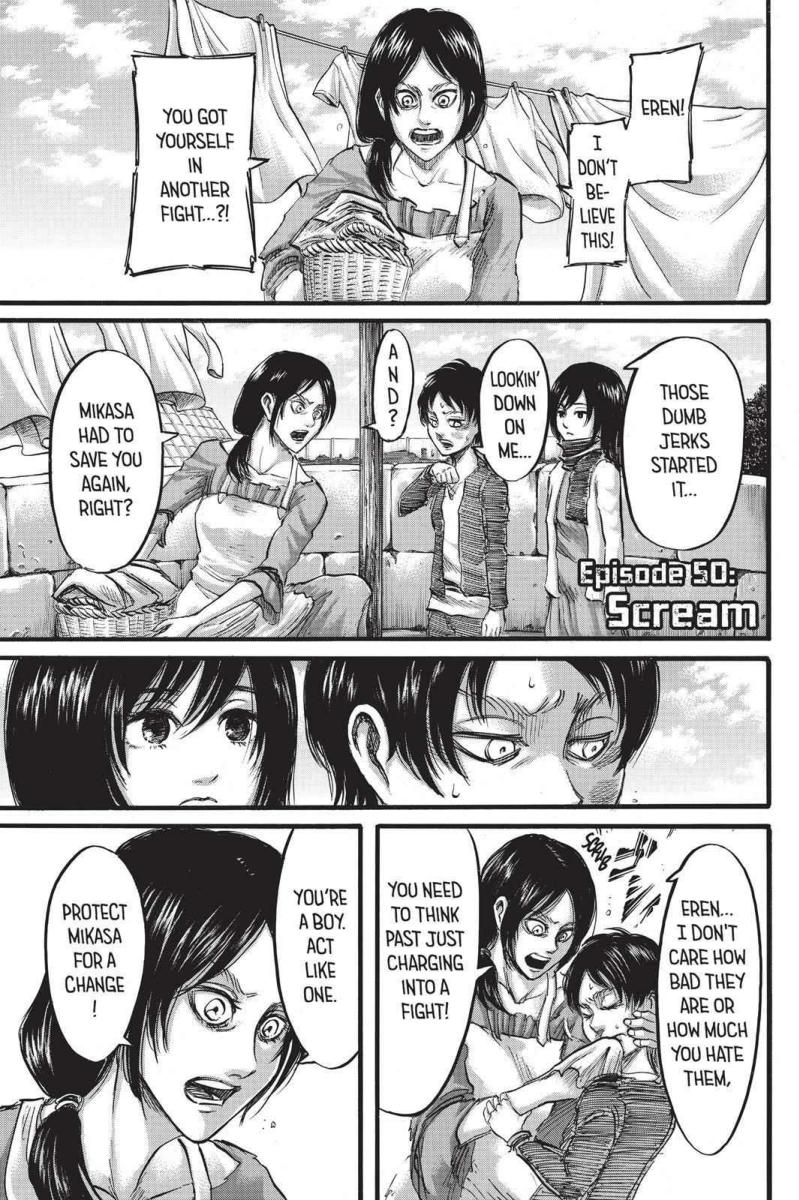 EREN!
I
DON'T
BE-
LIEVE
THIS!
YOU GOT
YOURSELF
IN
ANOTHER
FIGHT...?!
THOSE
DUMB
JERKS
STARTED
IT...
LOOKIN'
DOWN
ON
ME...
A
N
D
?
MIKASA
HAD TO
SAVE YOU
AGAIN,
RIGHT?
Episode 50:
Scream
EREN...
I DON'T
CARE HOW
BAD THEY
ARE OR
HOW MUCH
YOU HATE
THEM,
SCRUB
YOU NEED
TO THINK
PAST JUST
CHARGING
INTO A
FIGHT!
YOU'RE
A BOY.
ACT
LIKE
ONE.
PROTECT
MIKASA
FOR A
CHANGE
!